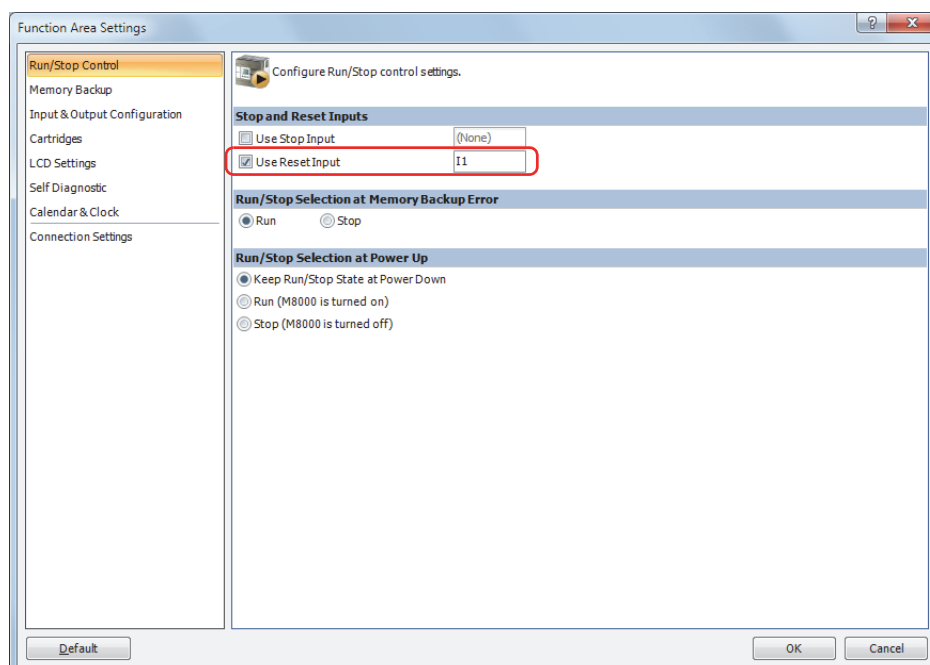 Function Area Settings
Run/Stop Control
Memory Backup
Input & Output Configuration
Cartridges
LCD Settings
Self Diagnostic
Calendar & Clock
Connection Settings
Configure Run/Stop control settings.
Stop and Reset Inputs
Use Stop Input (None)
Use Reset Input I1
Run/Stop Selection at Memory Backup Error
Run Stop
Run/Stop Selection at Power Up
Keep Run/Stop State at Power Down
Run (M8000 is turned on)
Stop (M8000 is turned off)
Default OK Cancel